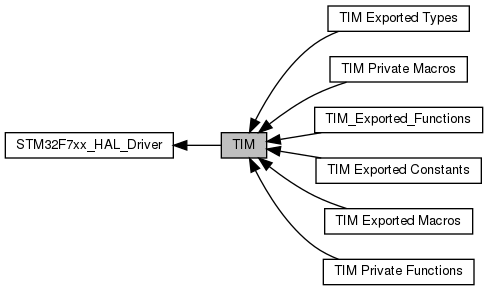 TIM Exported Types
TIM Private Macros
TIM_Exported_Functions
STM32F7xx_HAL_Driver
TIM
TIM Exported Constants
TIM Exported Macros
TIM Private Functions